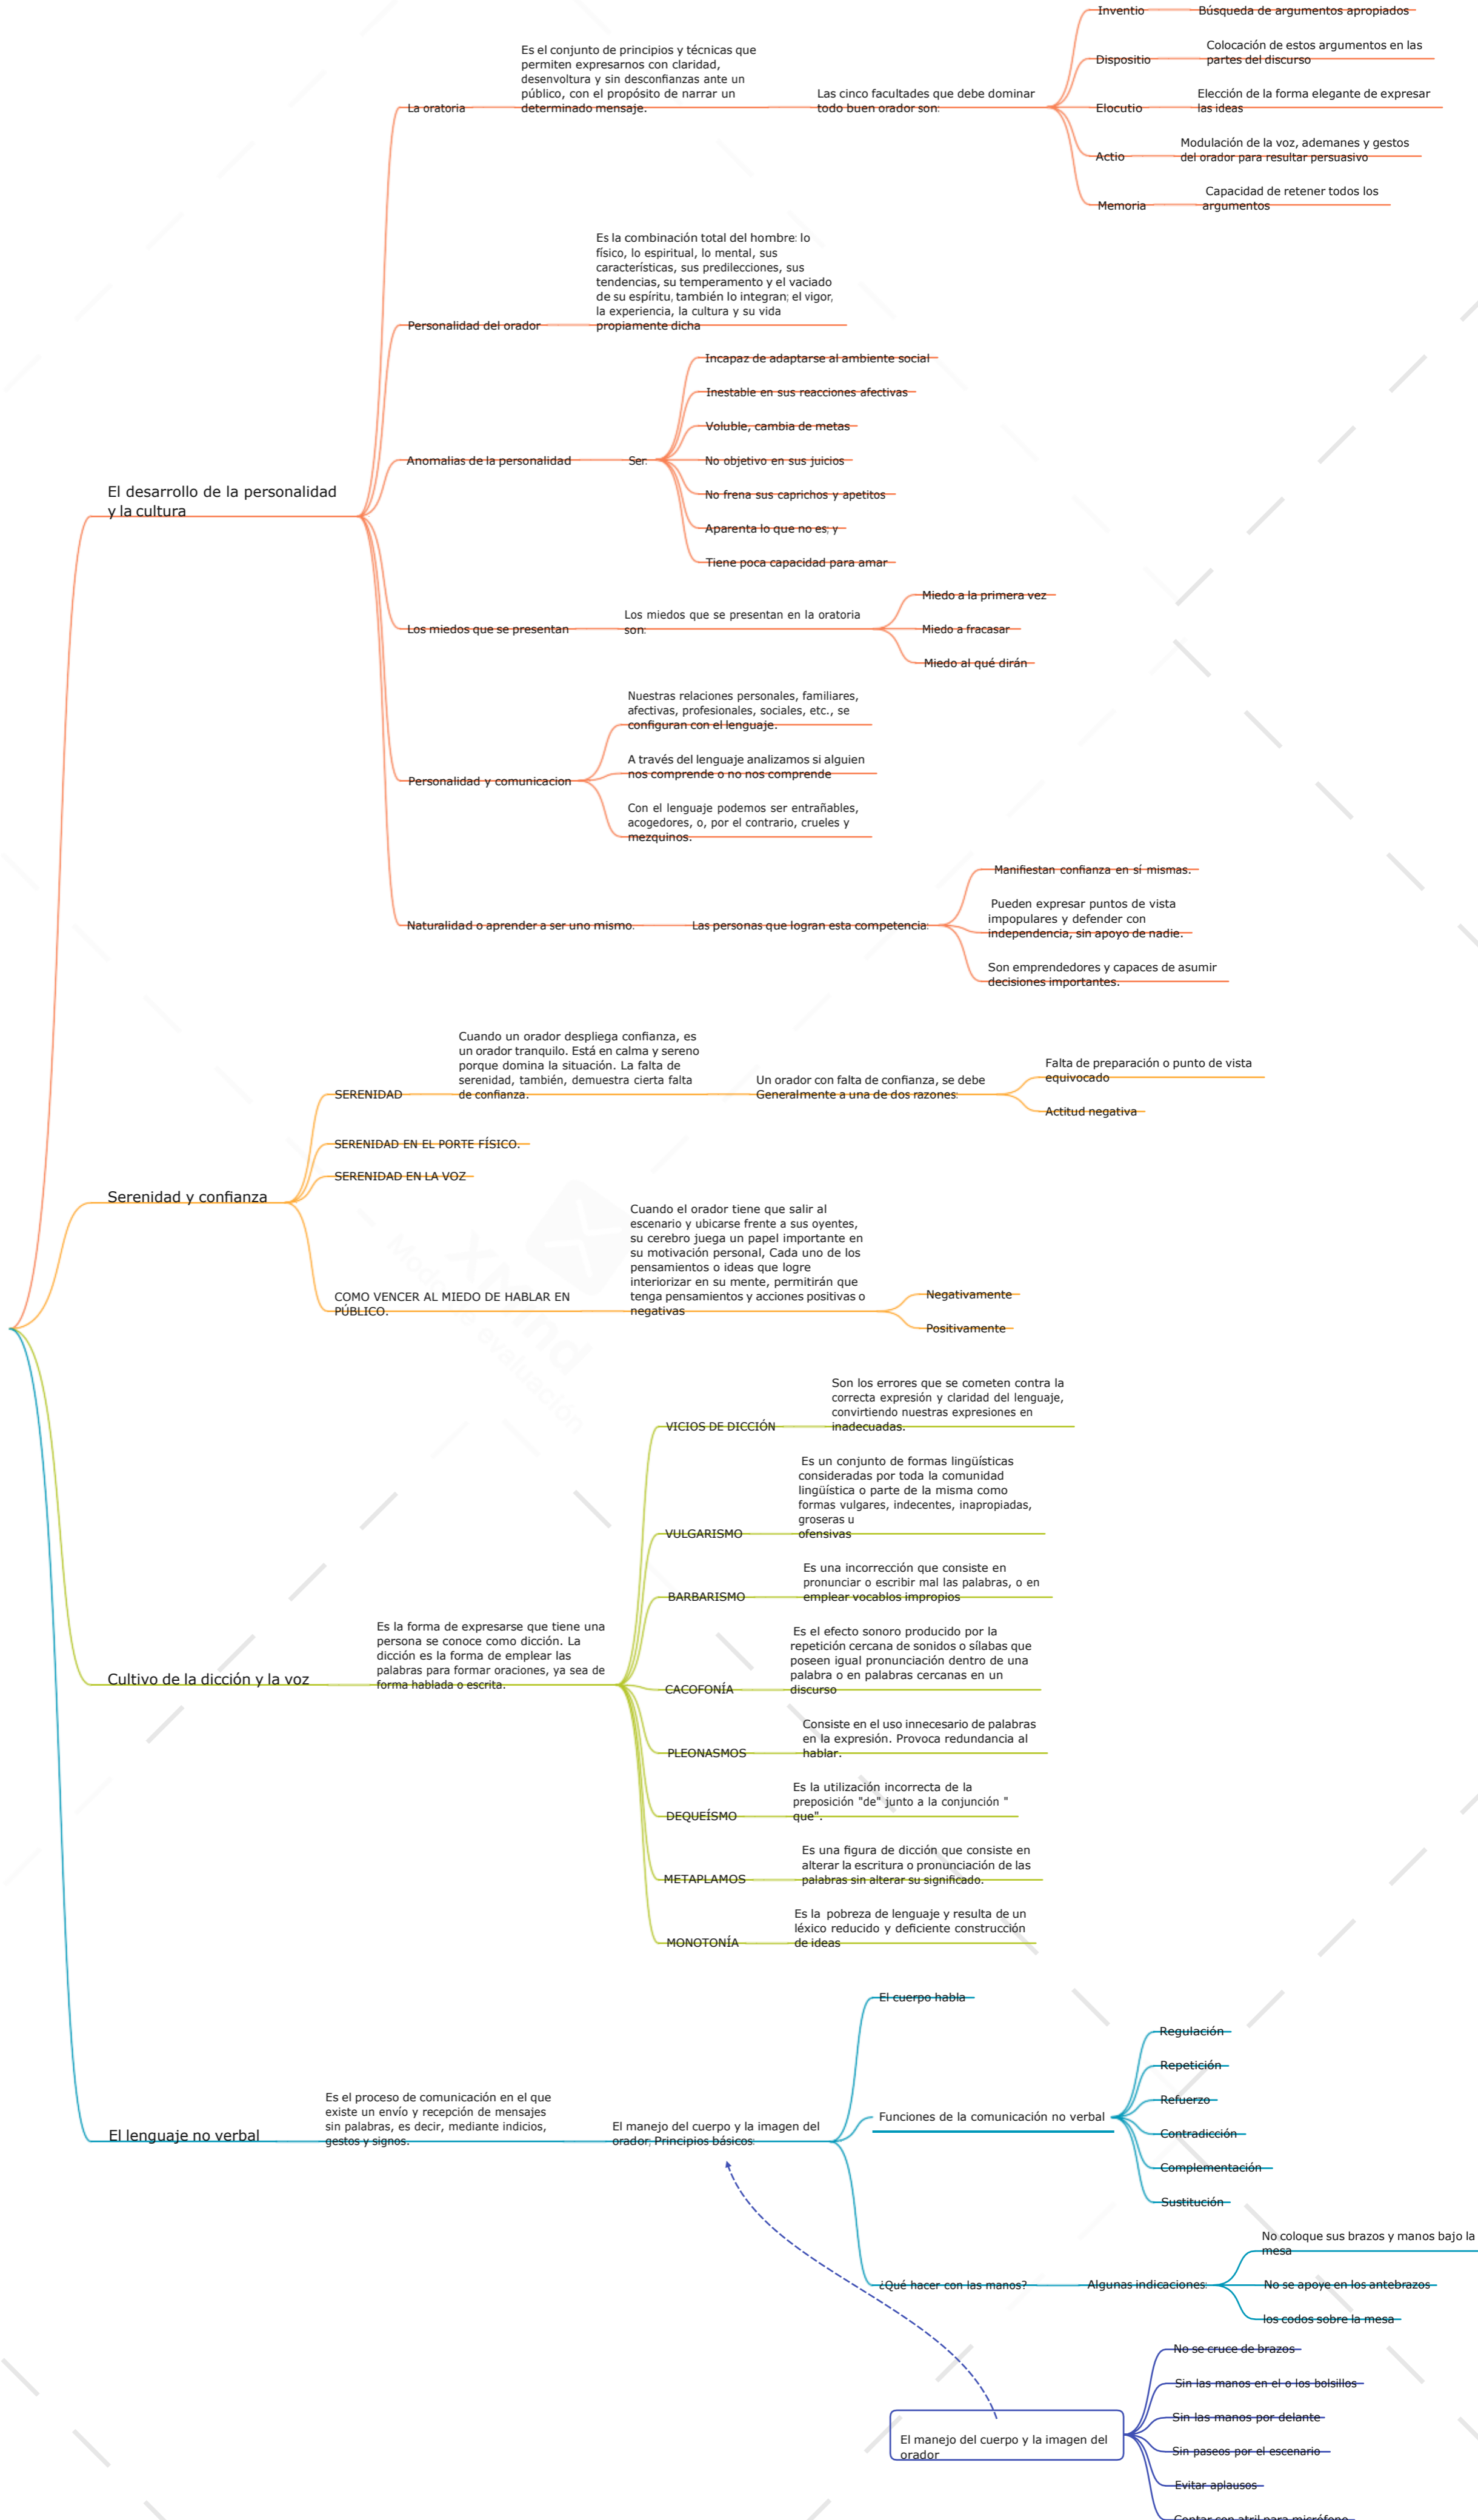 El desarrollo de la personalidad
y la cultura
La oratoria
Es el conjunto de principios y técnicas que
permiten expresarnos con claridad,
desenvoltura y sin desconfianzas ante un
público, con el propósito de narrar un
determinado mensaje.
Las cinco facultades que debe dominar
todo buen orador son:
Inventio
Búsqueda de argumentos apropiados
Dispositio
Colocación de estos argumentos en las
partes del discurso
Elocutio
Elección de la forma elegante de expresar
las ideas
Actio
Modulación de la voz, ademanes y gestos
del orador para resultar persuasivo
Memoria
Capacidad de retener todos los
argumentos
Personalidad del orador
Es la combinación total del hombre: lo
físico, lo espiritual, lo mental, sus
características, sus predilecciones, sus
tendencias, su temperamento y el vaciado
de su espíritu, también lo integran; el vigor,
la experiencia, la cultura y su vida
propiamente dicha
Anomalias de la personalidad
Ser:
Incapaz de adaptarse al ambiente social
Inestable en sus reacciones afectivas
Voluble, cambia de metas
No objetivo en sus juicios
No frena sus caprichos y apetitos
Aparenta lo que no es; y
Tiene poca capacidad para amar
Los miedos que se presentan
Los miedos que se presentan en la oratoria
son:
Miedo a la primera vez
Miedo a fracasar
Miedo al qué dirán
Personalidad y comunicacion
Nuestras relaciones personales, familiares,
afectivas, profesionales, sociales, etc., se
configuran con el lenguaje.
A través del lenguaje analizamos si alguien
nos comprende o no nos comprende
Con el lenguaje podemos ser entrañables,
acogedores, o, por el contrario, crueles y
mezquinos.
Naturalidad o aprender a ser uno mismo.
Las personas que logran esta competencia:
Manifiestan confianza en sí mismas.
Pueden expresar puntos de vista
impopulares y defender con
independencia, sin apoyo de nadie.
Son emprendedores y capaces de asumir
decisiones importantes.
Serenidad y confianza
SERENIDAD
Cuando un orador despliega confianza, es
un orador tranquilo. Está en calma y sereno
porque domina la situación. La falta de
serenidad, también, demuestra cierta falta
de confianza.
Un orador con falta de confianza, se debe
Generalmente a una de dos razones:
Falta de preparación o punto de vista
equivocado
Actitud negativa
SERENIDAD EN EL PORTE FÍSICO.
SERENIDAD EN LA VOZ
COMO VENCER AL MIEDO DE HABLAR EN
PÚBLICO.
Cuando el orador tiene que salir al
escenario y ubicarse frente a sus oyentes,
su cerebro juega un papel importante en
su motivación personal, Cada uno de los
pensamientos o ideas que logre
interiorizar en su mente, permitirán que
tenga pensamientos y acciones positivas o
negativas
Negativamente
Positivamente
XMind
Modo de evaluación
Cultivo de la dicción y la voz
Es la forma de expresarse que tiene una
persona se conoce como dicción. La
dicción es la forma de emplear las
palabras para formar oraciones, ya sea de
forma hablada o escrita.
VICIOS DE DICCIÓN
Son los errores que se cometen contra la
correcta expresión y claridad del lenguaje,
convirtiendo nuestras expresiones en
inadecuadas.
VULGARISMO
Es un conjunto de formas lingüísticas
consideradas por toda la comunidad
lingüística o parte de la misma como
formas vulgares, indecentes, inapropiadas,
groseras u
ofensivas
BARBARISMO
Es una incorrección que consiste en
pronunciar o escribir mal las palabras, o en
emplear vocablos impropios
CACOFONÍA
Es el efecto sonoro producido por la
repetición cercana de sonidos o sílabas que
poseen igual pronunciación dentro de una
palabra o en palabras cercanas en un
discurso
PLEONASMOS
Consiste en el uso innecesario de palabras
en la expresión. Provoca redundancia al
hablar.
DEQUEÍSMO
Es la utilización incorrecta de la
preposición "de" junto a la conjunción "
que".
METAPLAMOS
Es una figura de dicción que consiste en
alterar la escritura o pronunciación de las
palabras sin alterar su significado.
MONOTONÍA
Es la pobreza de lenguaje y resulta de un
léxico reducido y deficiente construcción
de ideas
El lenguaje no verbal
Es el proceso de comunicación en el que
existe un envío y recepción de mensajes
sin palabras, es decir, mediante indicios,
gestos y signos.
El manejo del cuerpo y la imagen del
orador; Principios básicos:
El cuerpo habla
Funciones de la comunicación no verbal
Regulación
Repetición
Refuerzo
Contradicción
Complementación
Sustitución
¿Qué hacer con las manos?
Algunas indicaciones:
No coloque sus brazos y manos bajo la
mesa
No se apoye en los antebrazos
los codos sobre la mesa
El manejo del cuerpo y la imagen del
orador
No se cruce de brazos
Sin las manos en el o los bolsillos
Sin las manos por delante
Sin paseos por el escenario
Evitar aplausos
Contar con atril para micrófono